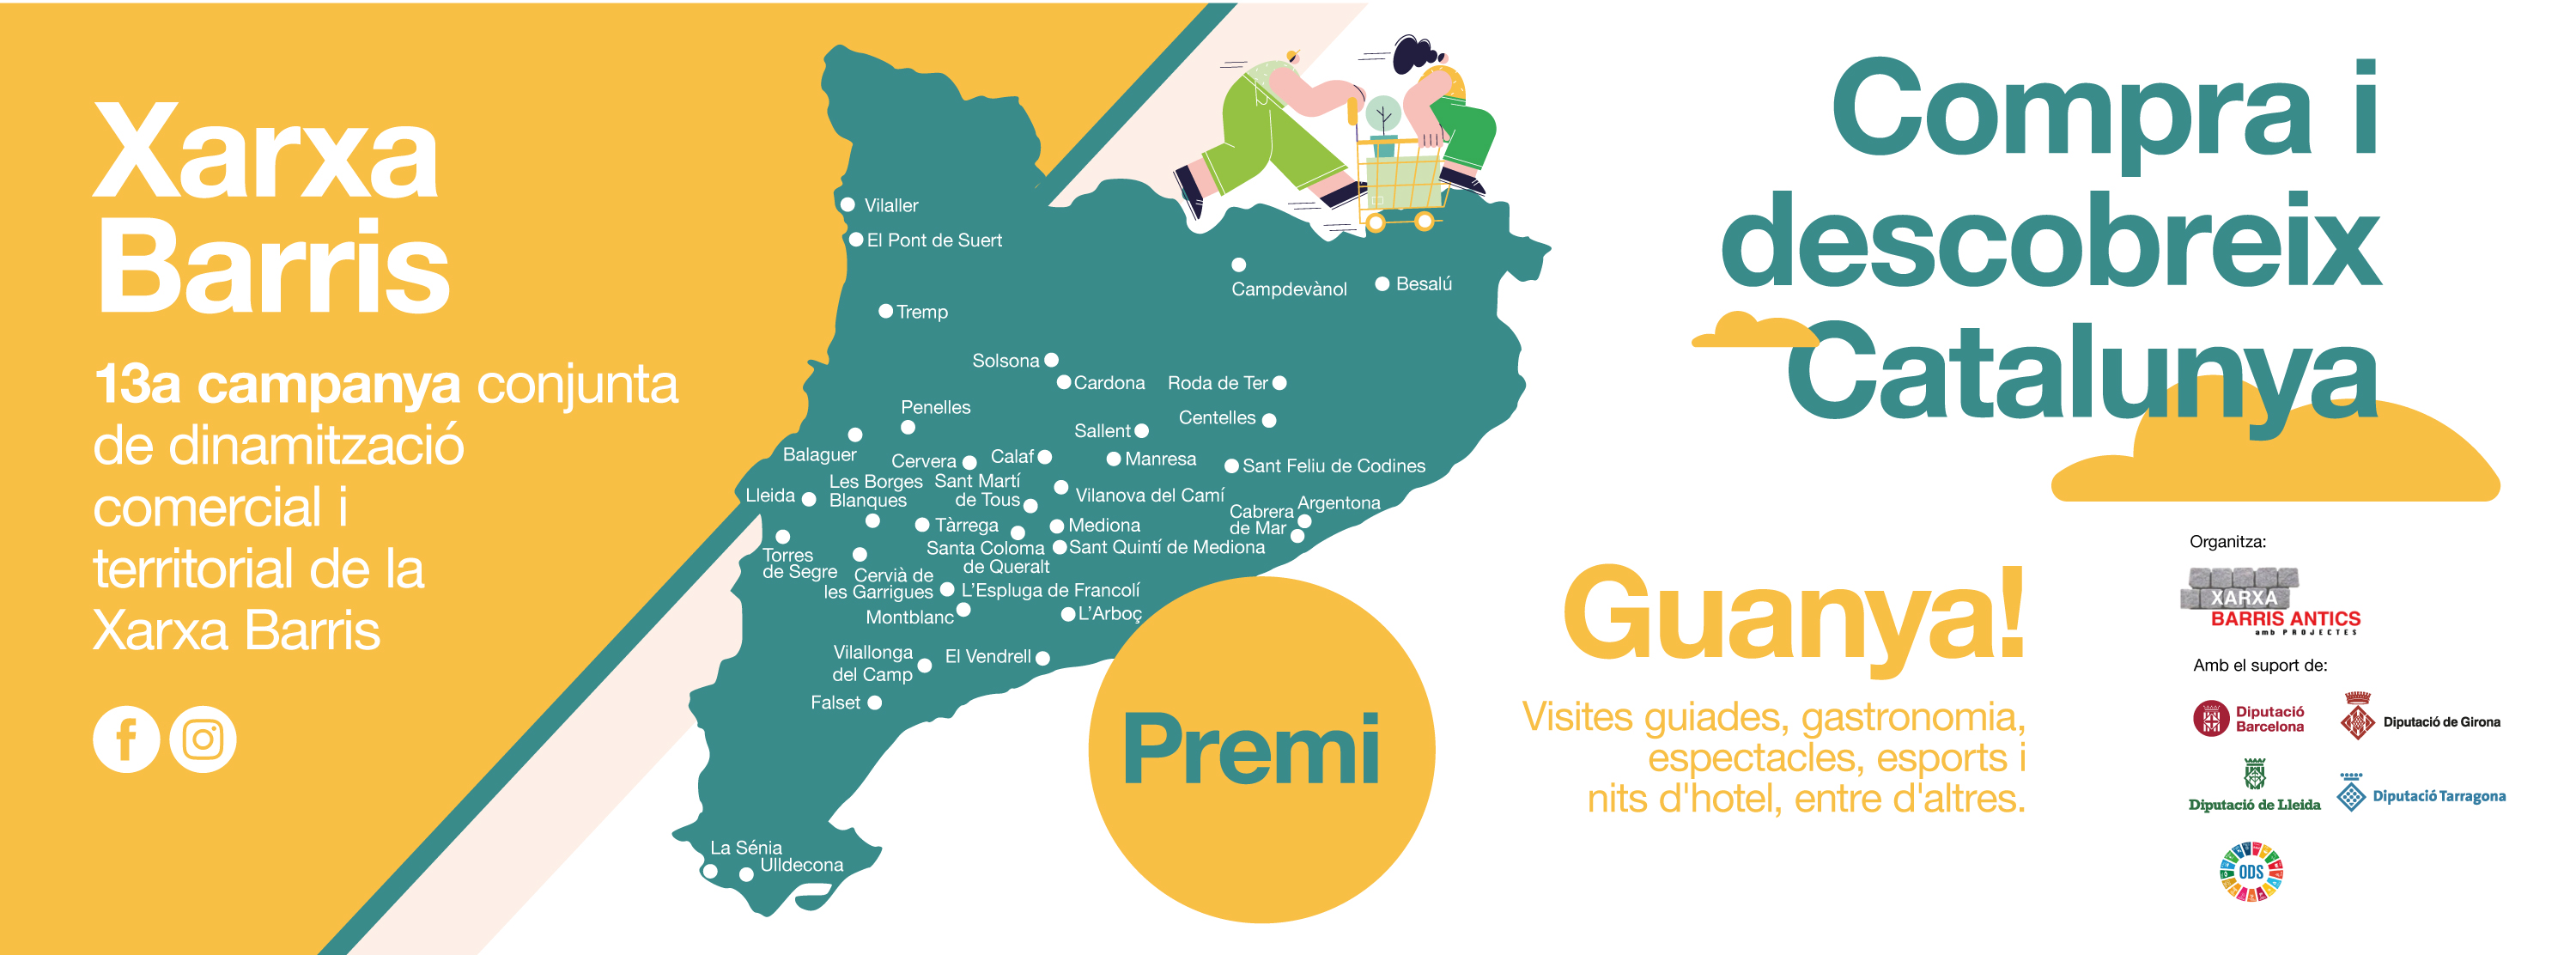 Xarxa
Barris
13a campanya conjunta
de dinamització
comercial i
territorial de la
Xarxa Barris
Vilaller
El Pont de Suert
Tremp
Campdevànol
Besalú
Solsona
Cardona
Roda de Ter
Penelles
Centelles
Sallent
Balaguer
Cervera
Calaf
Manresa
Sant Feliu de Codines
Lleida
Les Borges
Blanques
Sant Martí
de Tous
Vilanova del Camí
Argentona
Cabrera
de Mar
Tàrrega
Mediona
Torres
de Segre
Santa Coloma
de Queralt
Sant Quintí de Mediona
Cervià de
les Garrigues
L'Espluga de Francolí
Montblanc
L'Arboç
Vilallonga
del Camp
El Vendrell
Falset
La Sénia
Ulldecona
Premi
Compra i
descobreix
Catalunya
Guanya!
Visites guiades, gastronomia,
espectacles, esports i
nits d'hotel, entre d'altres.
Organitza:
XARXA
BARRIS ANTICS
amb PROJECTES
Amb el suport de:
Diputació
Barcelona
Diputació de Girona
Diputació de Lleida
Diputació Tarragona
ODS